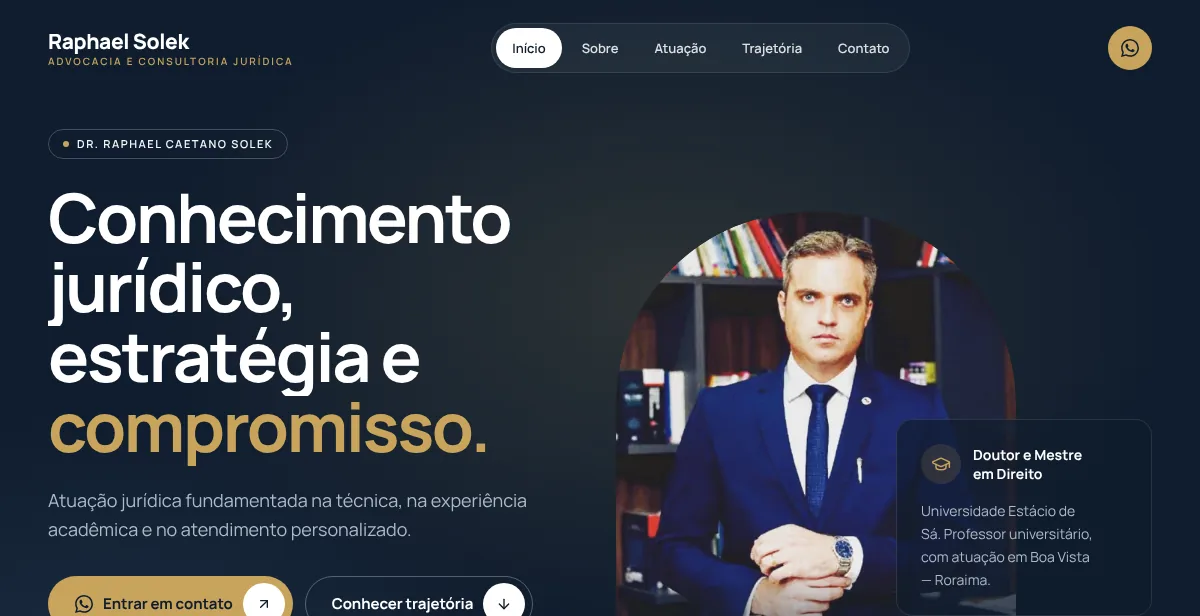 Raphael Solek
ADVOCACIA E CONSULTORIA JURÍDICA
Início
Sobre
Atuação
Trajetória
Contato
DR. RAPHAEL CAETANO SOLEK
Conhecimento
jurídico,
estratégia e
compromisso.
Atuação jurídica fundamentada na técnica, na experiência
acadêmica e no atendimento personalizado.
Entrar em contato
Conhecer trajetória
Doutor e Mestre
em Direito
Universidade Estácio de
Sá. Professor universitário,
com atuação em Boa Vista
— Roraima.